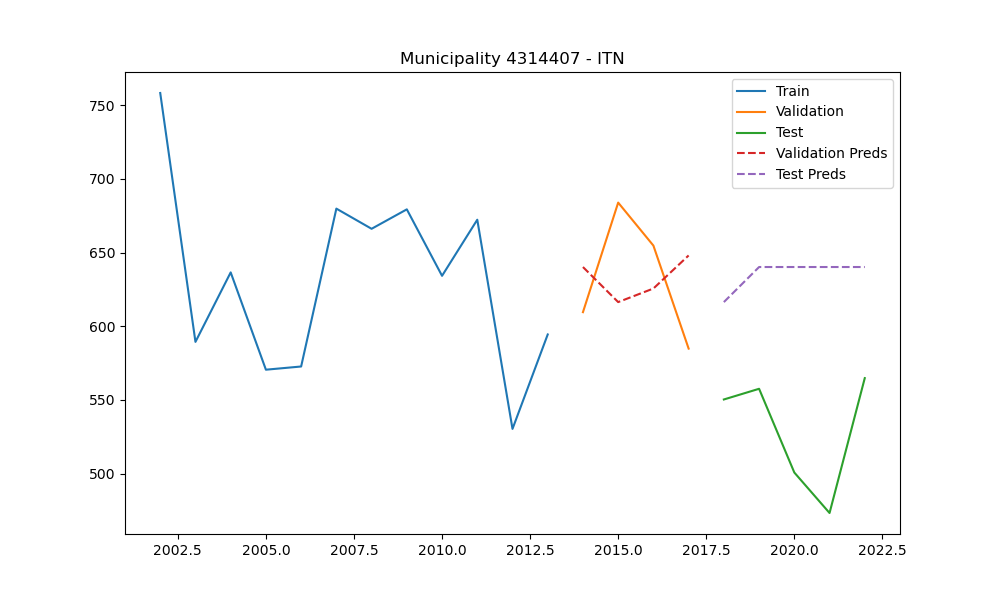 Municipality 4314407 - ITN
Train
Validation
Test
Validation Preds
Test Preds
750
700
650
600
550
500
2002.5 2005.0 2007.5 2010.0 2012.5 2015.0 2017.5 2020.0 2022.5